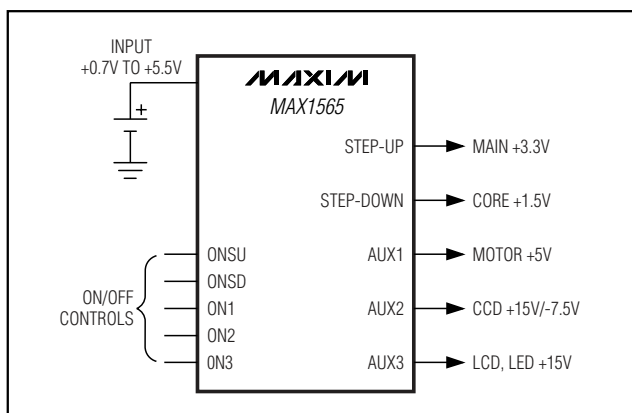 INPUT
+0.7V TO +5.5V
+
MAXIM
MAX1565
STEP-UP
MAIN +3.3V
STEP-DOWN
CORE +1.5V
ONSU
AUX1
MOTOR +5V
ONSD
ON/OFF
CONTROLS
ON1
AUX2
CCD +15V/-7.5V
ON2
0N3
AUX3
LCD, LED +15V